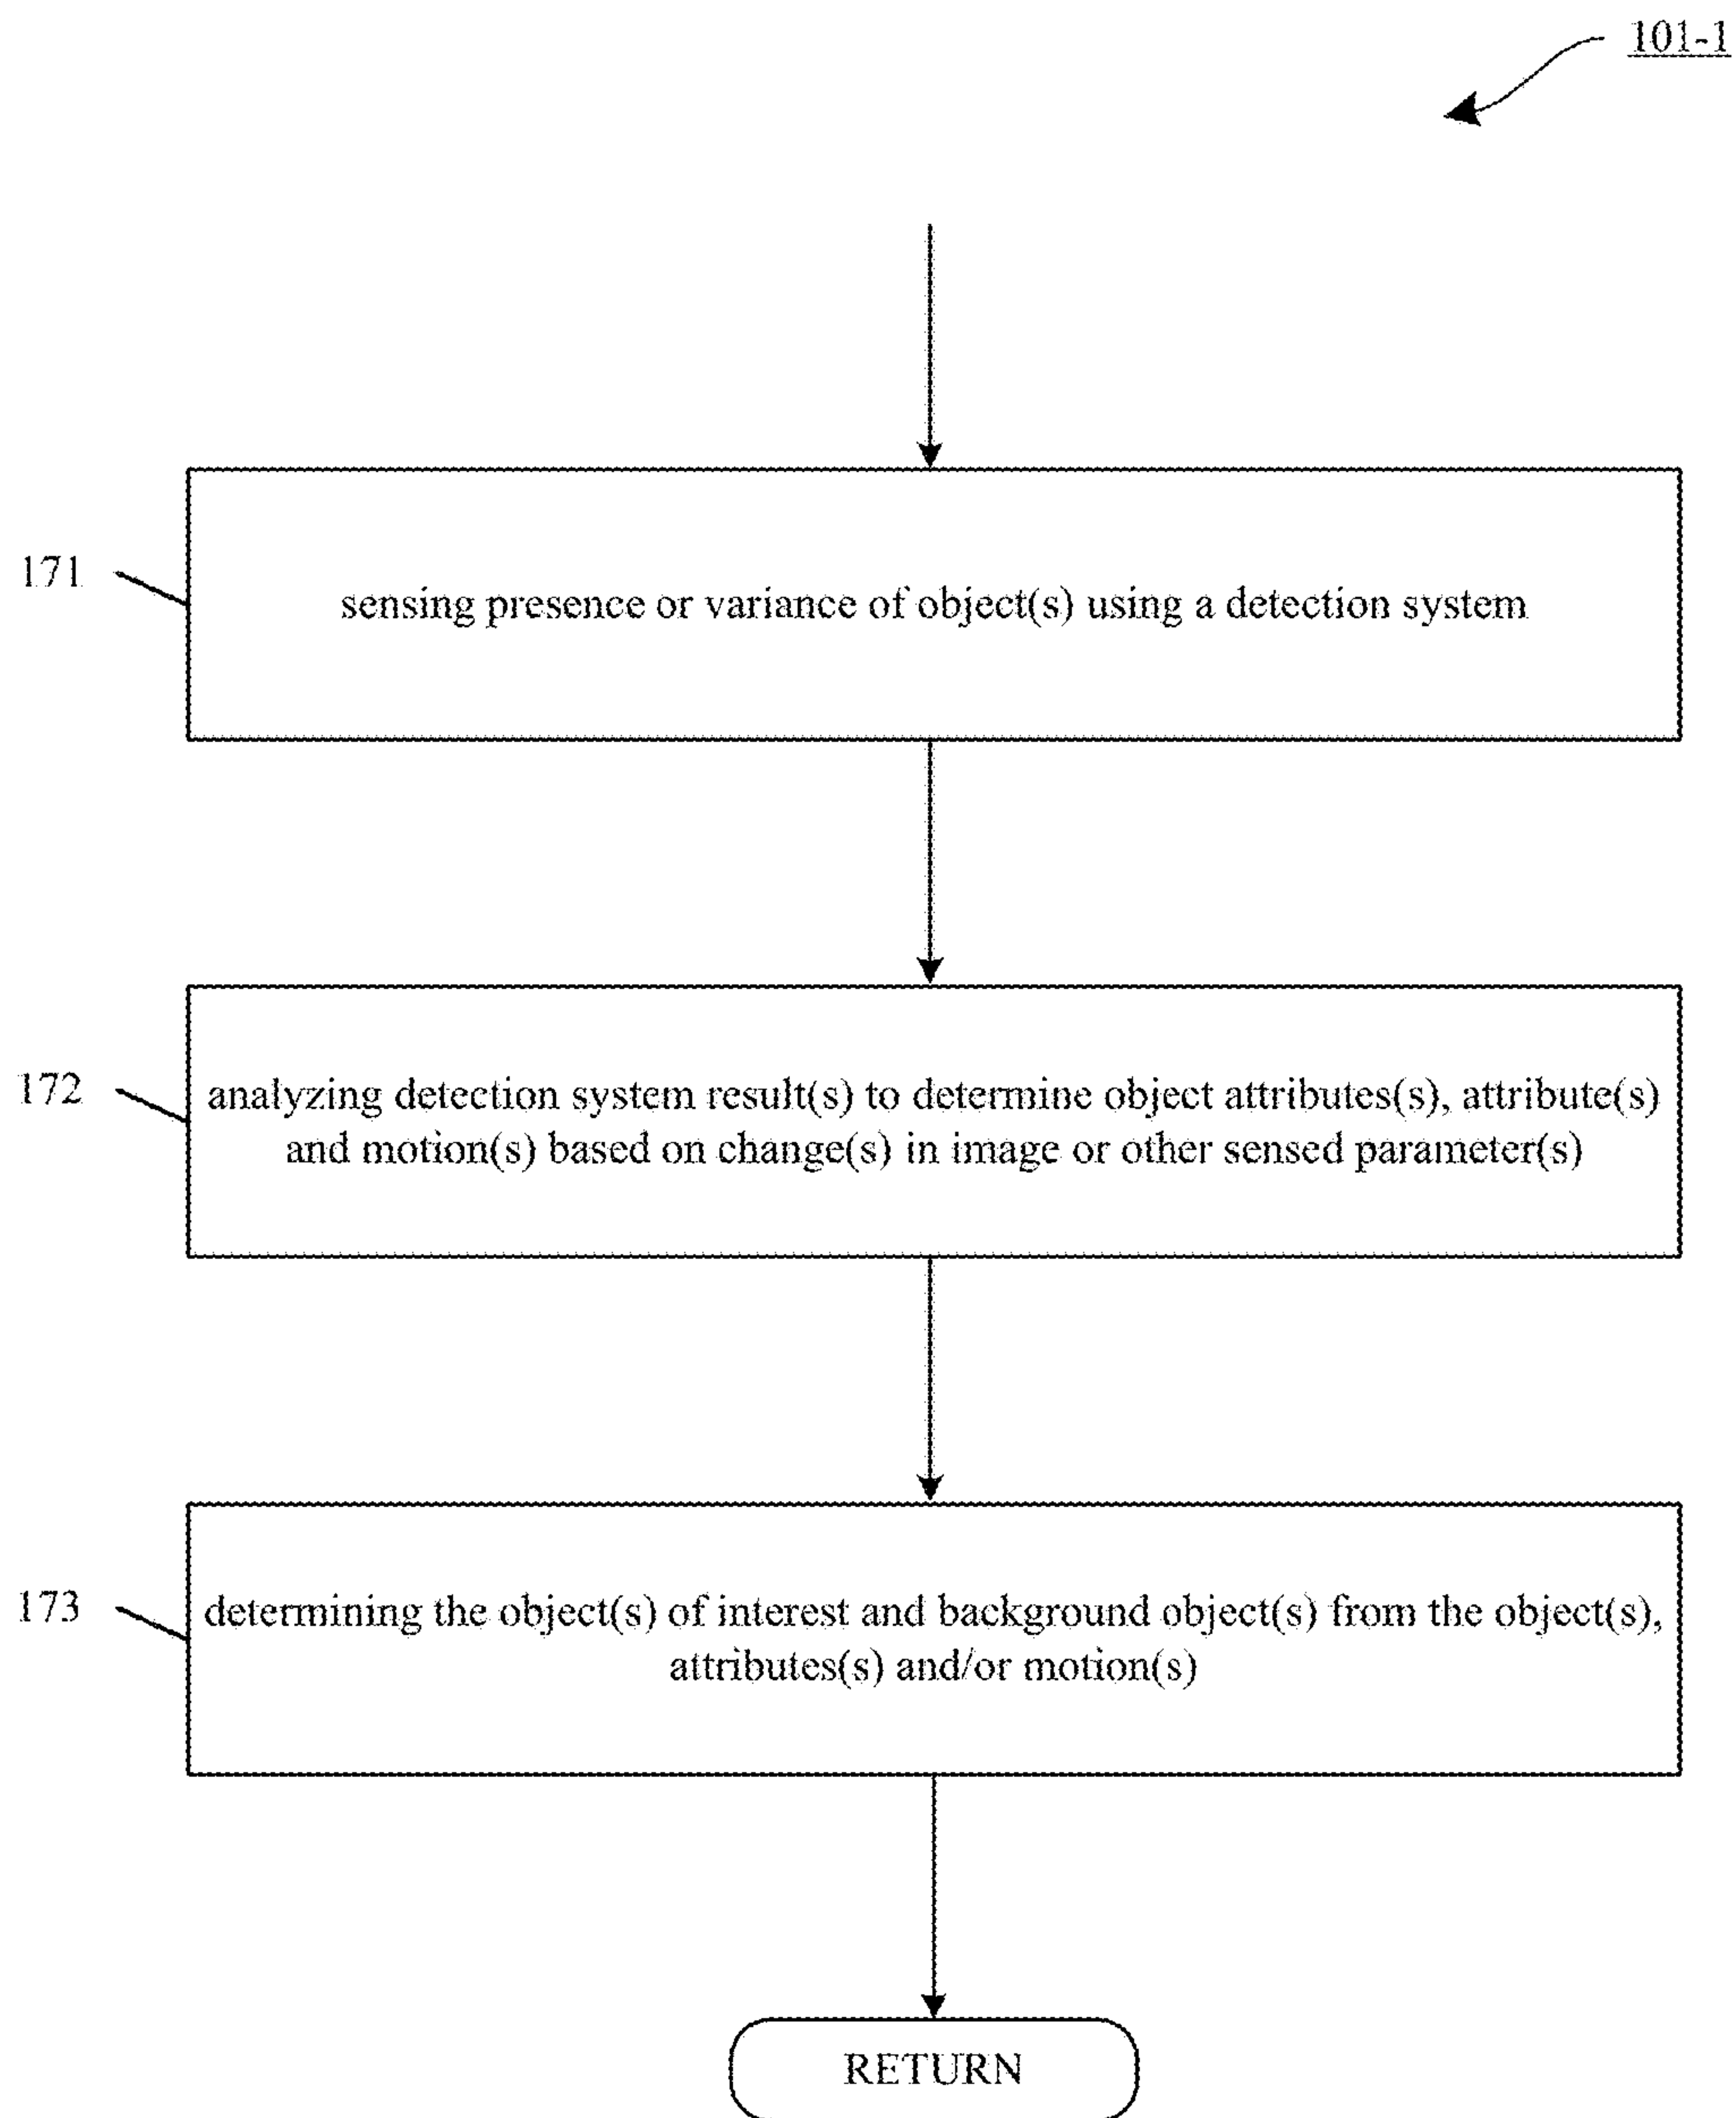 101-1
171
sensing presence or variance of object(s) using a detection system
172
analyzing detection system result(s) to determine object attributes(s), attribute(s)
and motion(s) based on change(s) in image or other sensed parameter(s)
173
determining the object(s) of interest and background object(s) from the object(s),
attributes(s) and/or motion(s)
RETURN